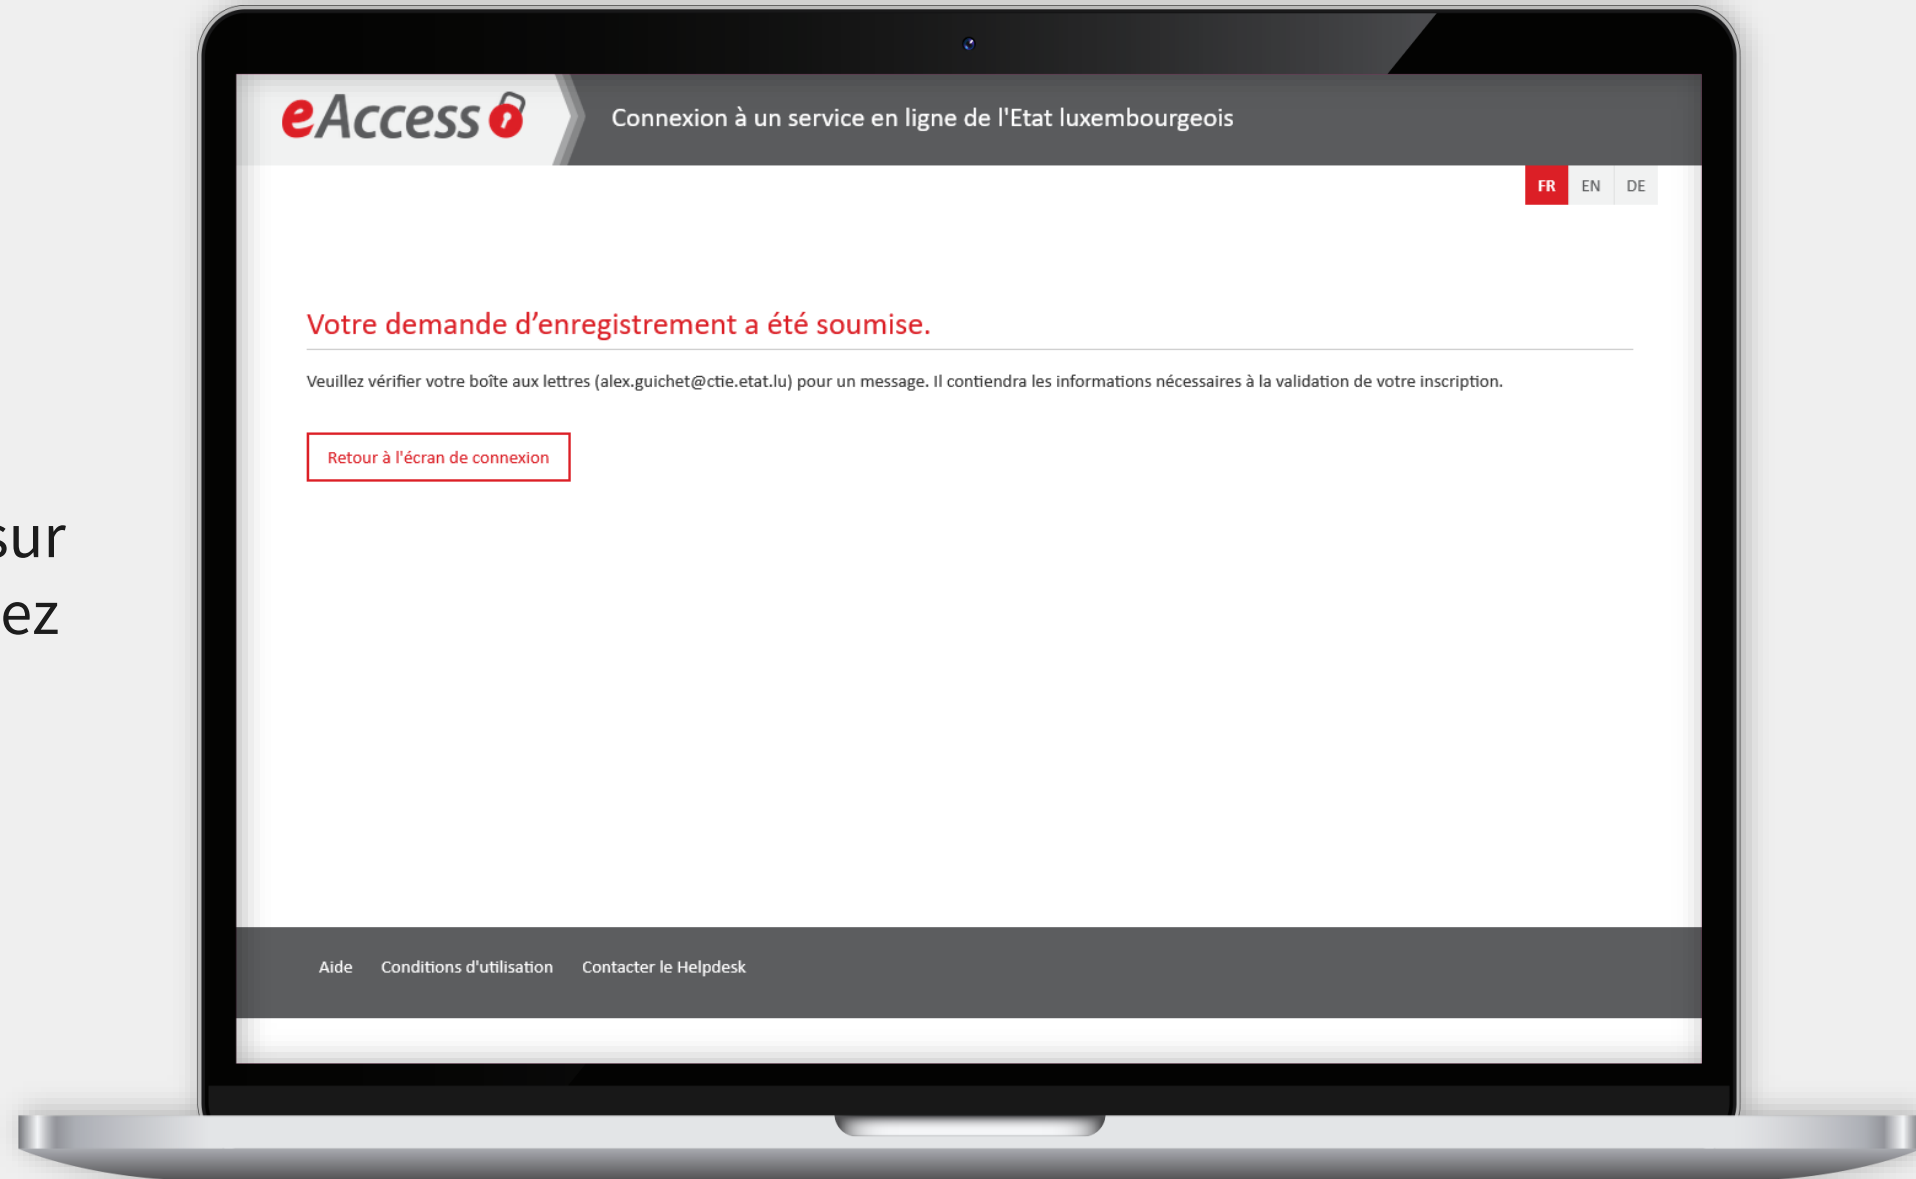 eAccess
Connexion à un service en ligne de l'Etat luxembourgeois
FR EN DE
Votre demande d’enregistrement a été soumise.
Veuillez vérifier votre boîte aux lettres (alex.guichet@ctie.etat.lu) pour un message. Il contiendra les informations nécessaires à la validation de votre inscription.
Retour à l'écran de connexion
sur
ez
Aide Conditions d'utilisation Contacter le Helpdesk